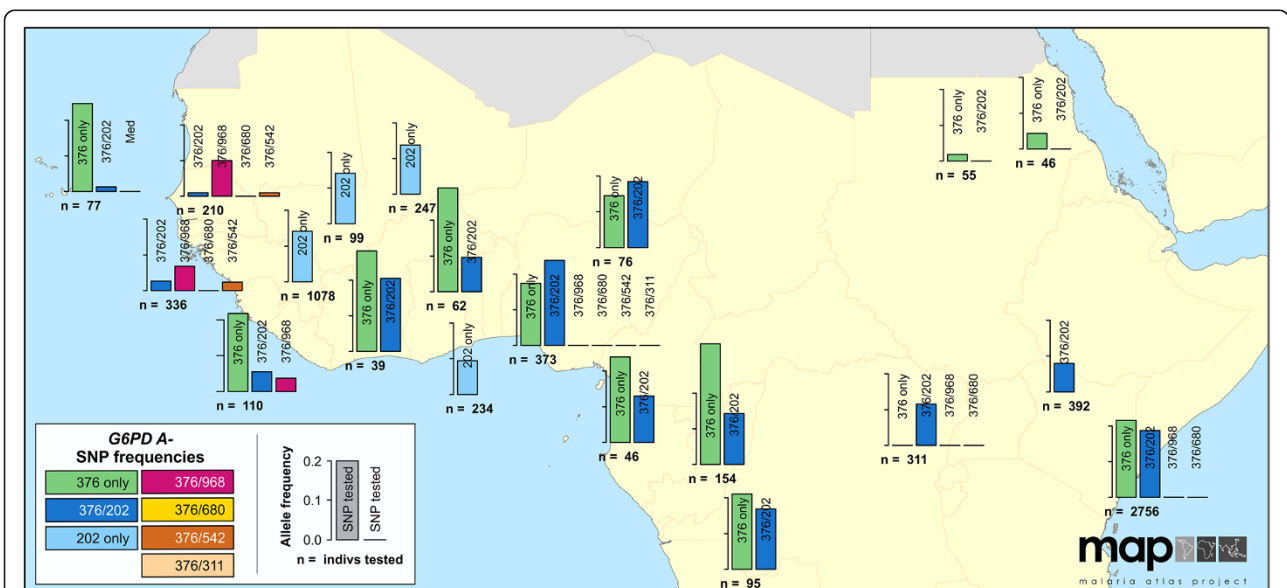 376 only
376/202
Med
n = 77
376/202
376/968
376/680
376/542
n = 210
202 only
n = 99
202 only
n = 247
376 only
376/202
n = 55
376 only
376/202
n = 46
376/202
376/968
376/680
376/542
n = 336
202 only
n = 1078
376 only
376/202
n = 39
376 only
376/202
n = 62
376 only
376/202
n = 76
376 only
376/202
376/968
376/680
376/542
376/311
n = 373
376 only
376/202
376/968
n = 110
202 only
n = 234
376 only
376/202
n = 46
376 only
376/202
n = 154
376 only
376/202
376/968
376/680
n = 311
376/202
n = 392
376 only
376/202
376/968
376/680
n = 2756
376 only
376/202
n = 95
G6PD A-
SNP frequencies
376 only
376/968
376/202
376/680
202 only
376/542
376/311
Allele frequency
0.2
0.1
0.0
SNP tested
SNP tested
n = indivs tested
map
malaria atlas project